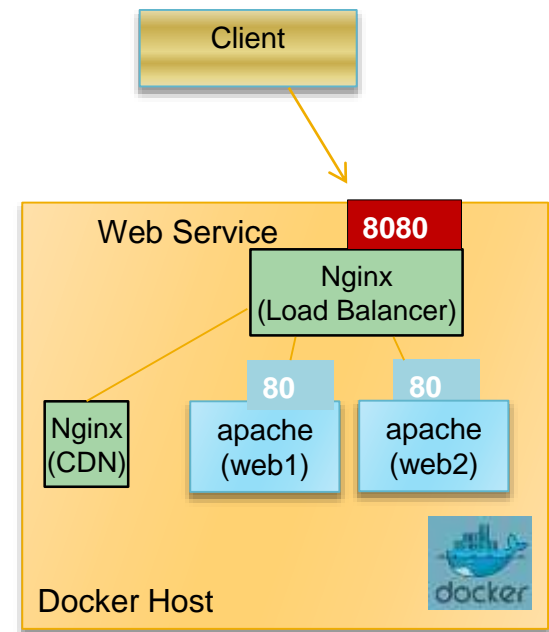 Client
Web Service
8080
Nginx
(Load Balancer)
80
80
Nginx
(CDN)
apache
(web1)
apache
(web2)
docker
Docker Host